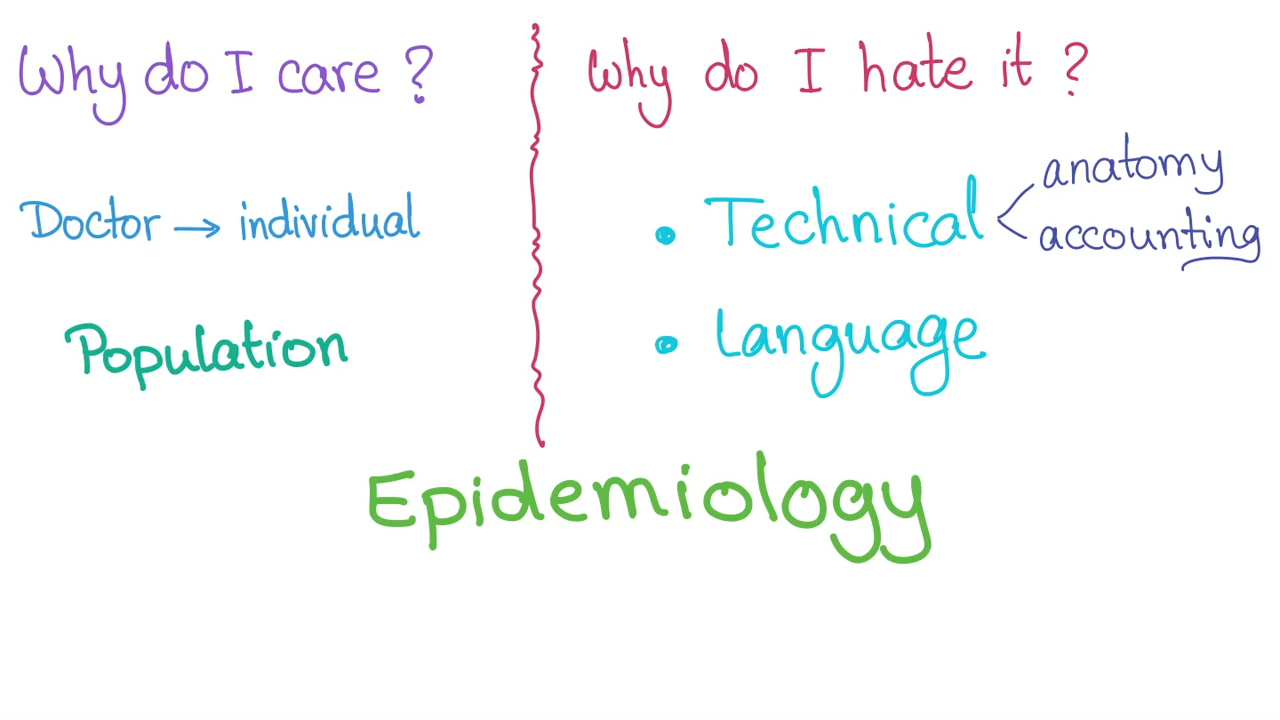 Why do I care ?
Doctor → individual
Population
Why do I hate it ?
• Technical
anatomy
accounting
• Language
Epidemiology